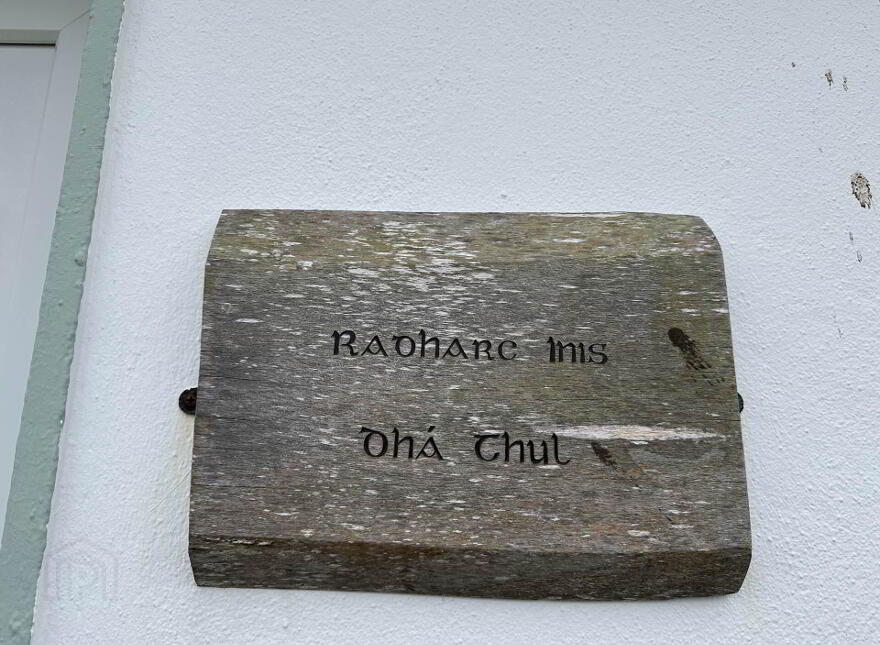 Radharc Inis
Dhá Thul